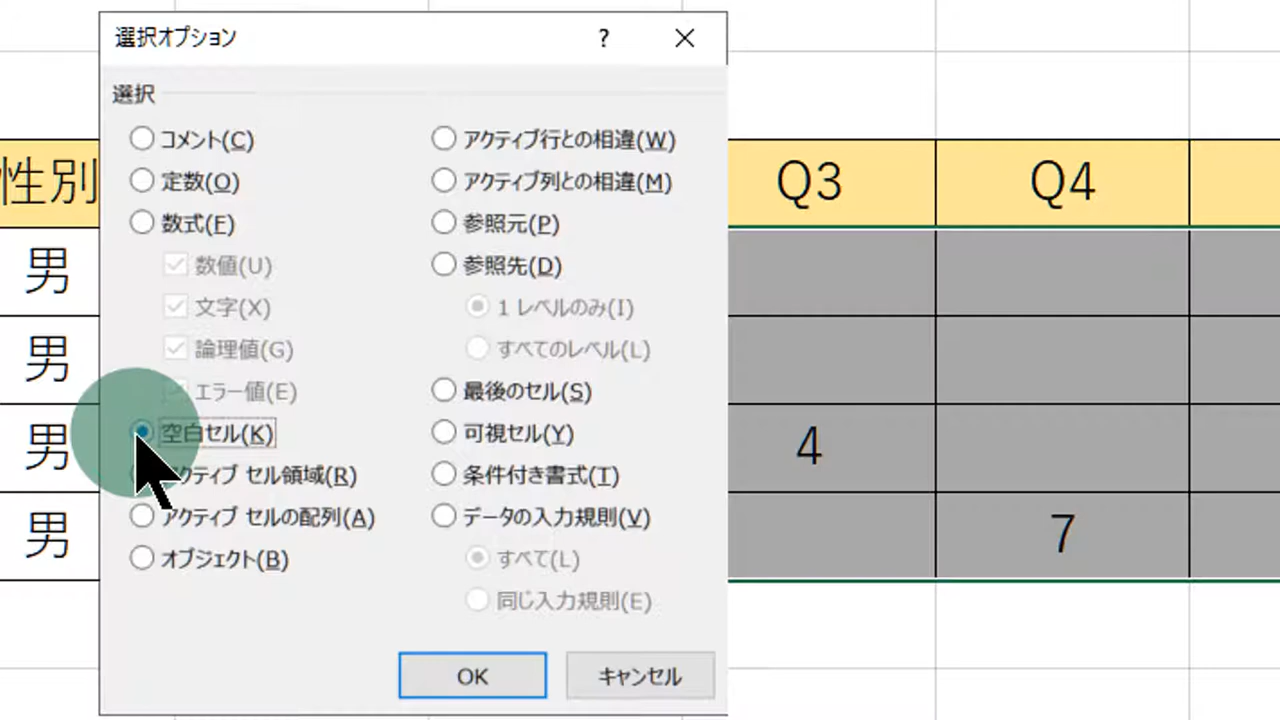 選択オプション
?
選択
コメント(C)
定数(O)
数式(F)
数値(U)
文字(X)
論理値(G)
エラー値(E)
空白セル(K)
アクティブ セル領域(R)
アクティブ セルの配列(A)
オブジェクト(B)
アクティブ行との相違(W)
アクティブ列との相違(M)
参照元(P)
参照先(D)
1 レベルのみ(I)
すべてのレベル(L)
最後のセル(S)
可視セル(Y)
条件付き書式(T)
データの入力規則(V)
すべて(L)
同じ入力規則(E)
OK
キャンセル
性別 Q3 Q4
男
男
男 4
男 7